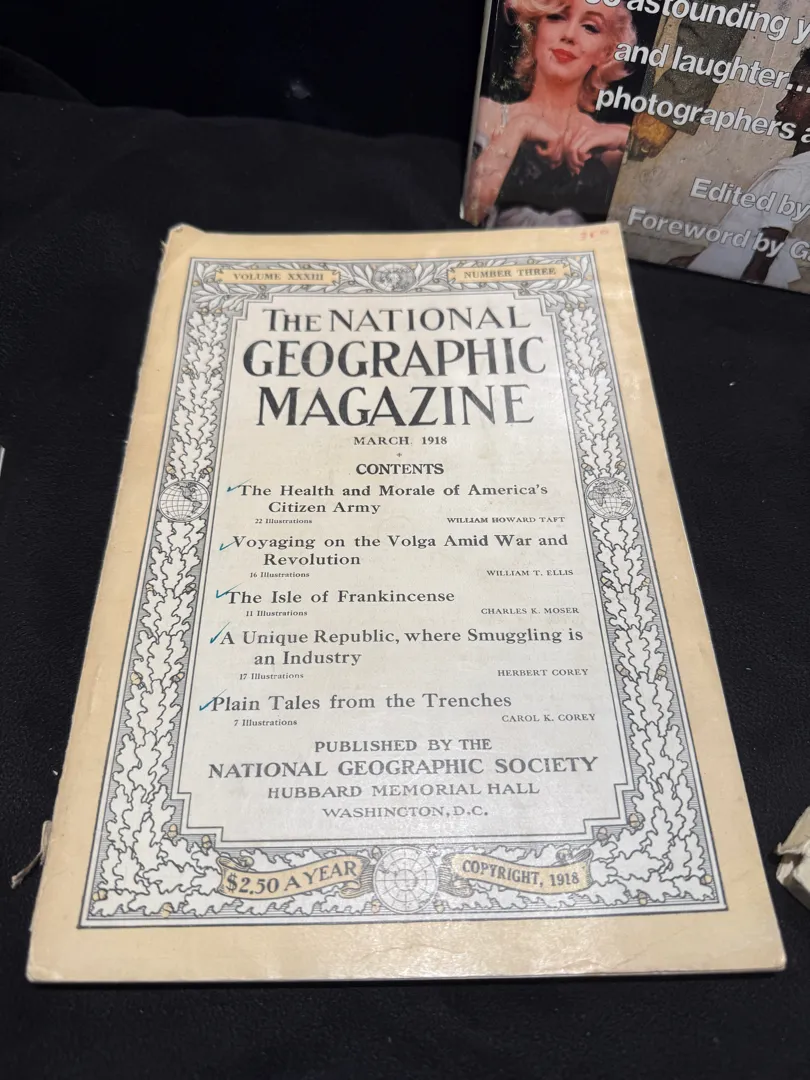 astounding
and laughter...
photographers
Edited by
Foreword by
VOLUME XXXIII
NUMBER THREE
THE NATIONAL
GEOGRAPHIC
MAGAZINE
MARCH 1918
CONTENTS
The Health and Morale of America's
Citizen Army
22 Illustrations WILLIAM HOWARD TAFT
Voyaging on the Volga Amid War and
Revolution
16 Illustrations WILLIAM T. ELLIS
The Isle of Frankincense
11 Illustrations CHARLES K. MOSER
A Unique Republic, where Smuggling is
an Industry
17 Illustrations HERBERT COREY
Plain Tales from the Trenches
7 Illustrations CAROL K. COREY
PUBLISHED BY THE
NATIONAL GEOGRAPHIC SOCIETY
HUBBARD MEMORIAL HALL
WASHINGTON, D.C.
$2.50 A YEAR
COPYRIGHT, 1918